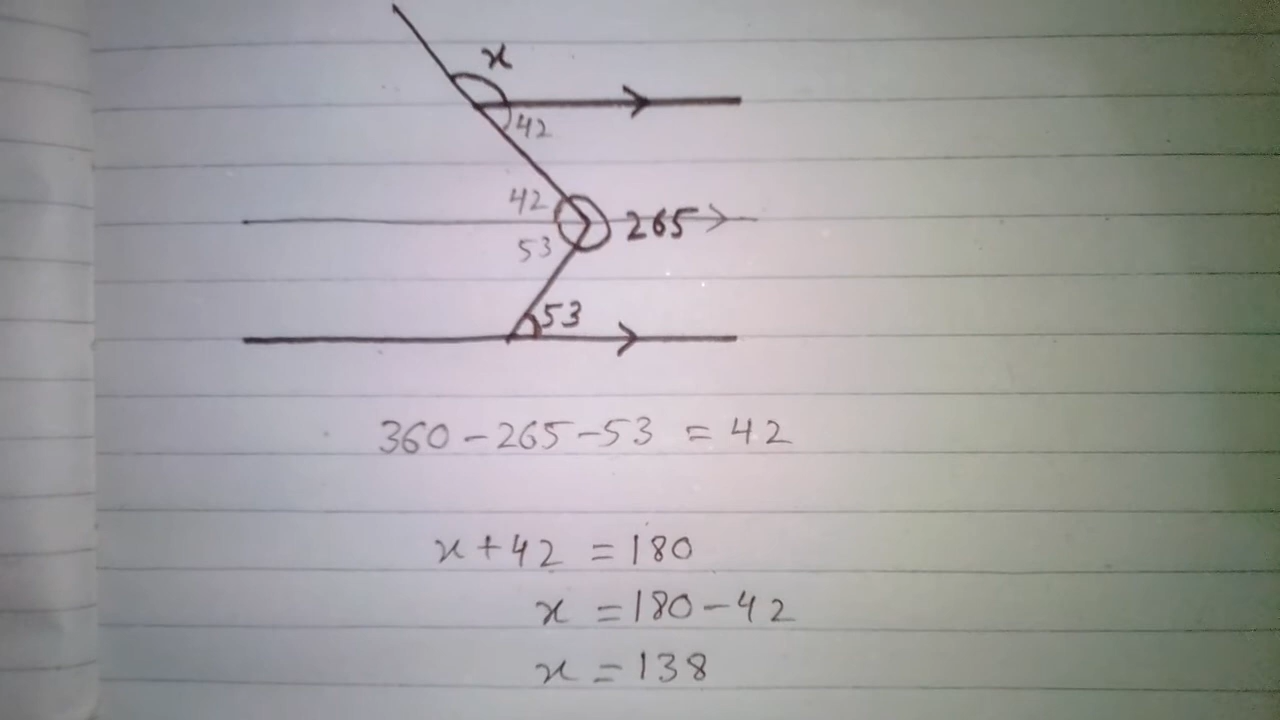 x
42
42
265
53
53
360 - 265 - 53 = 42
x + 42 = 180
x = 180 - 42
x = 138